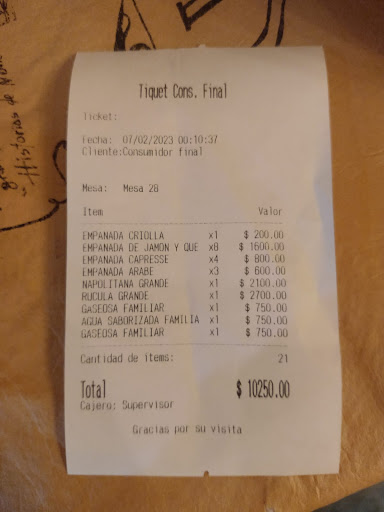 Historias de
Tiquet Cons. Final
Ticket:
Fecha: 07/02/2023 00:10:37
Cliente:Consumidor final
Mesa: Mesa 28
Item Valor
EMPANADA CRIOLLA x1 $ 200.00
EMPANADA DE JAMON Y QUE x8 $ 1600.00
EMPANADA CAPRESSE x4 $ 800.00
EMPANADA ARABE x3 $ 600.00
NAPOLITANA GRANDE x1 $ 2100.00
RUCULA GRANDE x1 $ 2700.00
GASEOSA FAMILIAR x1 $ 750.00
AGUA SABORIZADA FAMILIA x1 $ 750.00
GASEOSA FAMILIAR x1 $ 750.00
Cantidad de items: 21
Total $ 10250.00
Cajero: Supervisor
Gracias por su visita